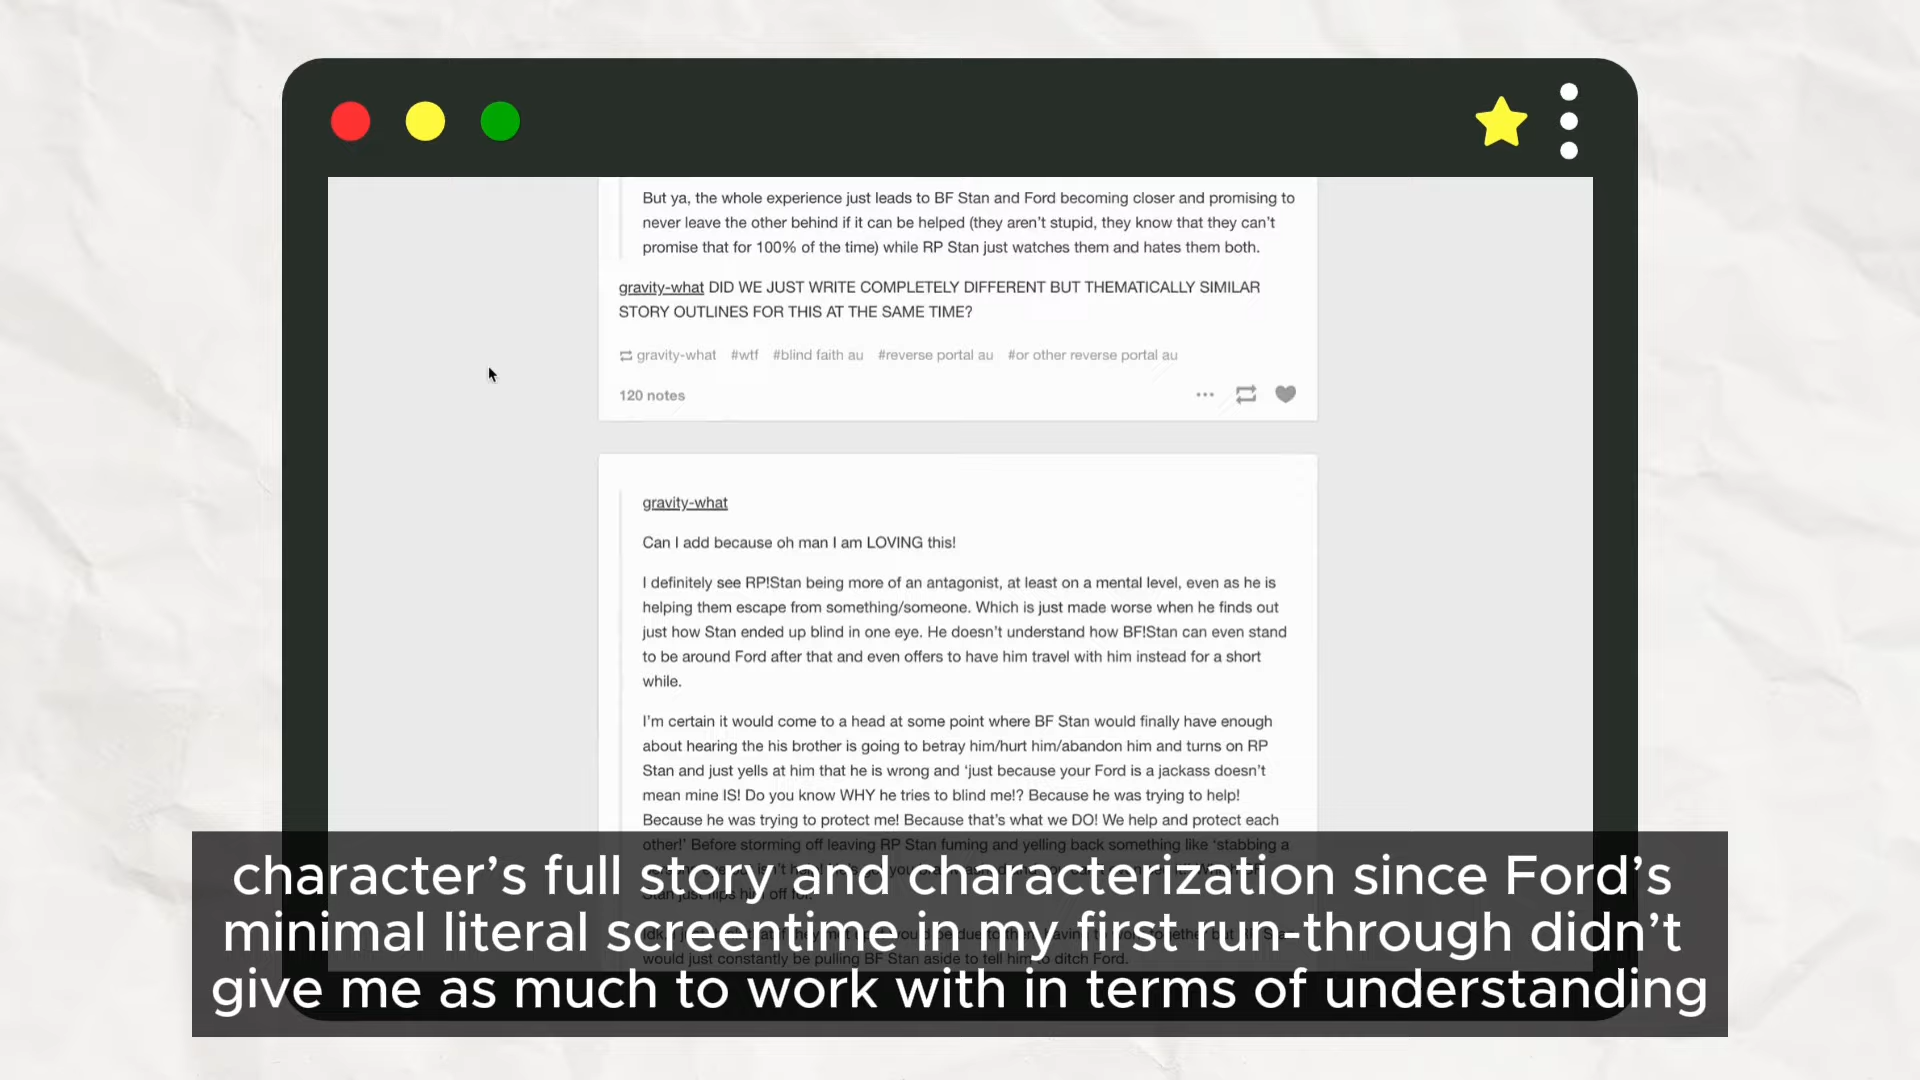 But ya, the whole experience just leads to BF Stan and Ford becoming closer and promising to
never leave the other behind if it can be helped (they aren't stupid, they know that they can't
promise that for 100% of the time) while RP Stan just watches them and hates them both.
gravity-what DID WE JUST WRITE COMPLETELY DIFFERENT BUT THEMATICALLY SIMILAR
STORY OUTLINES FOR THIS AT THE SAME TIME?
gravity-what #wtf #blind faith au #reverse portal au #or other reverse portal au
120 notes
gravity-what
Can I add because oh man I am LOVING this!
I definitely see RP!Stan being more of an antagonist, at least on a mental level, even as he is
helping them escape from something/someone. Which is just made worse when he finds out
just how Stan ended up blind in one eye. He doesn't understand how BF!Stan can even stand
to be around Ford after that and even offers to have him travel with him instead for a short
while.
I'm certain it would come to a head at some point where BF Stan would finally have enough
about hearing the his brother is going to betray him/hurt him/abandon him and turns on RP
Stan and just yells at him that he is wrong and 'just because your Ford is a jackass doesn't
mean mine IS! Do you know WHY he tries to blind me!? Because he was trying to help!
Because he was trying to protect me! Because that's what we DO! We help and protect each
other!' Before storming off leaving RP Stan fuming and yelling back something like 'stabbing a
Stan just flips him off for.
would just constantly be pulling BF Stan aside to tell him to ditch Ford.
character's full story and characterization since Ford's
minimal literal screentime in my first run-through didn't
give me as much to work with in terms of understanding